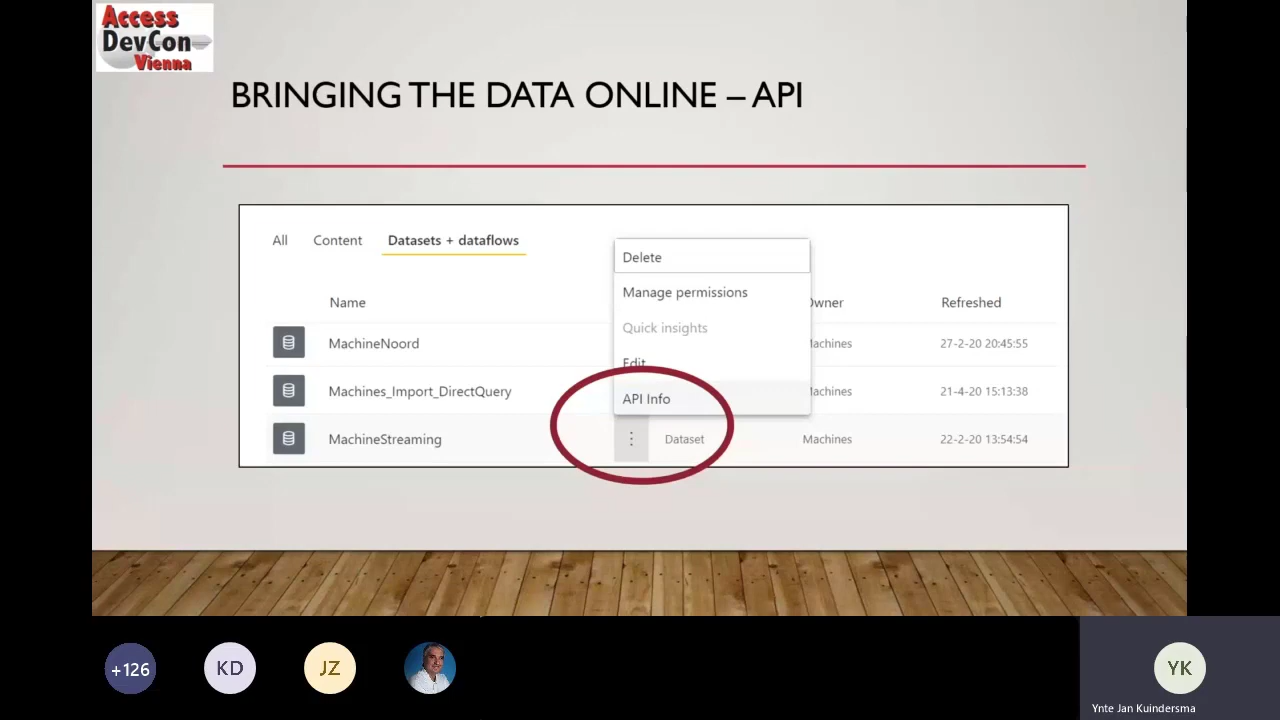 Access
DevCon
Vienna
BRINGING THE DATA ONLINE – API
All Content Datasets + dataflows
Delete
Manage permissions
Quick insights
Edit
API Info
Name Owner Refreshed
MachineNoord Machines 27-2-20 20:45:55
Machines_Import_DirectQuery Machines 21-4-20 15:13:38
MachineStreaming Dataset Machines 22-2-20 13:54:54
+126 KD JZ YK
Ynte Jan Kuindersma